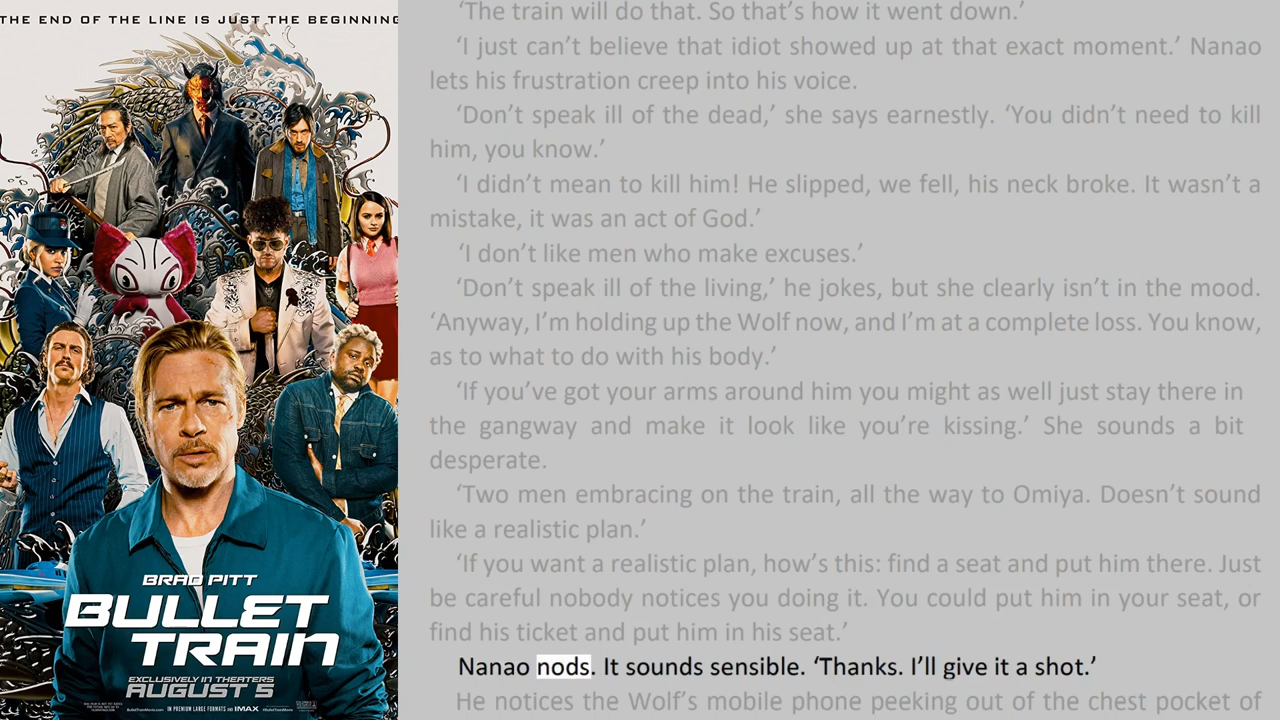 THE END OF THE LINE IS JUST THE BEGINNING
BRAD PITT
BULLET
TRAIN
EXCLUSIVELY IN THEATERS
AUGUST 5
IN PREMIUM LARGE FORMATS AND IMAX
‘The train will do that. So that’s how it went down.’
‘I just can’t believe that idiot showed up at that exact moment.’ Nanao
lets his frustration creep into his voice.
‘Don’t speak ill of the dead,’ she says earnestly. ‘You didn’t need to kill
him, you know.’
‘I didn’t mean to kill him! He slipped, we fell, his neck broke. It wasn’t a
mistake, it was an act of God.’
‘I don’t like men who make excuses.’
‘Don’t speak ill of the living,’ he jokes, but she clearly isn’t in the mood.
‘Anyway, I’m holding up the Wolf now, and I’m at a complete loss. You know,
as to what to do with his body.’
‘If you’ve got your arms around him you might as well just stay there in
the gangway and make it look like you’re kissing.’ She sounds a bit
desperate.
‘Two men embracing on the train, all the way to Omiya. Doesn’t sound
like a realistic plan.’
‘If you want a realistic plan, how’s this: find a seat and put him there. Just
be careful nobody notices you doing it. You could put him in your seat, or
find his ticket and put him in his seat.’
Nanao nods. It sounds sensible. ‘Thanks. I’ll give it a shot.’
He notices the Wolf’s mobile phone peeking out of the chest pocket of